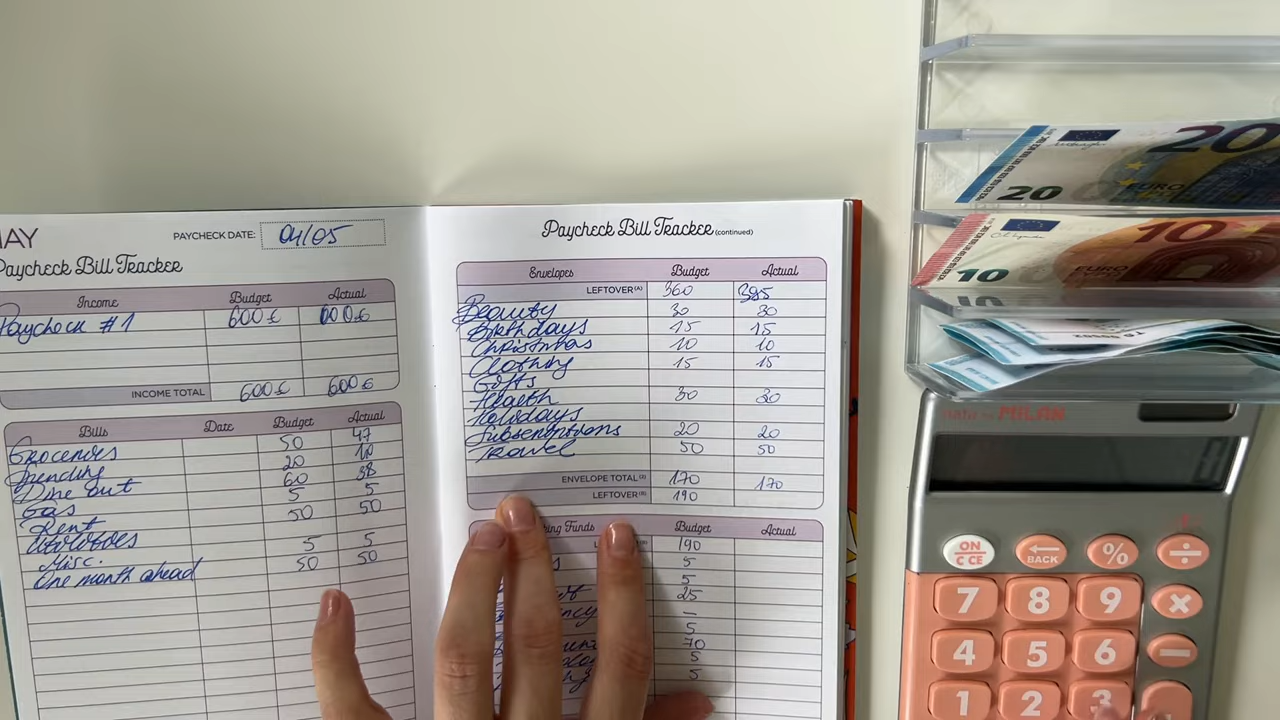 MAY
PAYCHECK DATE: 04/05
Paycheck Bill Tracker
Income Budget Actual
Paycheck #1 600€ 600€
INCOME TOTAL 600€ 600€
Bills Date Budget Actual
Groceries 50 47
Spending 20 10
Dine out 60 38
Gas 5 5
Rent 50 50
Misc. 5 5
One month ahead 50 50
Paycheck Bill Tracker (continued)
Envelopes Budget Actual
LEFTOVER (A) 360 395
Beauty 30 30
Birthdays 15 15
Christmas 10 10
Clothing 15 15
Gifts
Health 30 30
Holidays
Subscriptions 20 20
Travel 50 50
ENVELOPE TOTAL (B) 170 170
LEFTOVER (B) 190
Funds Budget Actual
190
5
5
25
–
5
70
5
5
20
20 EURO
10
10 EURO
MILAN
0
ON
C/CE
BACK
%
÷
7 8 9 ×
4 5 6 −
1 2 3